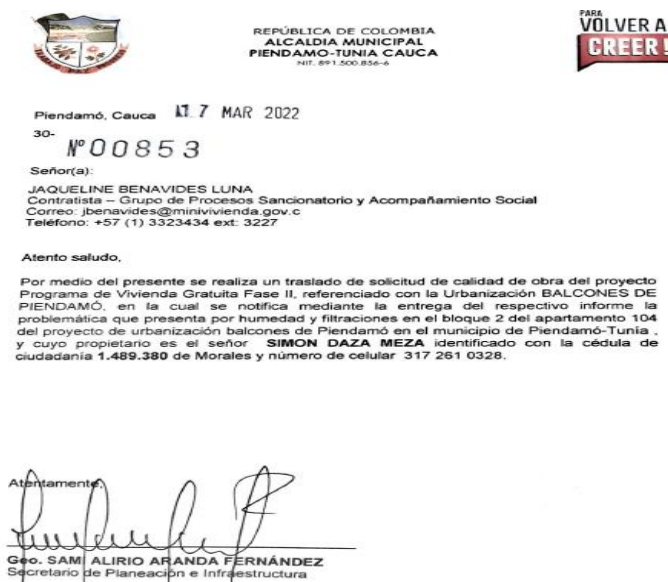 REPÚBLICA DE COLOMBIA
ALCALDIA MUNICIPAL
PIENDAMO-TUNIA CAUCA
NIT. 891.500.856-6
PARA
VOLVER A
CREER!
Piendamó, Cauca 17 MAR 2022
30-
Nº 00853
Señor(a):
JAQUELINE BENAVIDES LUNA
Contratista – Grupo de Procesos Sancionatorio y Acompañamiento Social
Correo: jbenavides@minivivienda.gov.c
Teléfono: +57 (1) 3323434 ext: 3227
Atento saludo,
Por medio del presente se realiza un traslado de solicitud de calidad de obra del proyecto
Programa de Vivienda Gratuita Fase II, referenciado con la Urbanización BALCONES DE
PIENDAMÓ, en la cual se notifica mediante la entrega del respectivo informe la
problemática que presenta por humedad y filtraciones en el bloque 2 del apartamento 104
del proyecto de urbanización balcones de Piendamó en el municipio de Piendamó-Tunía ,
y cuyo propietario es el señor SIMON DAZA MEZA identificado con la cédula de
ciudadanía 1.489.380 de Morales y número de celular 317 261 0328.
Atentamente,
Geo. SAMI ALIRIO ARANDA FERNÁNDEZ
Secretario de Planeación e Infraestructura